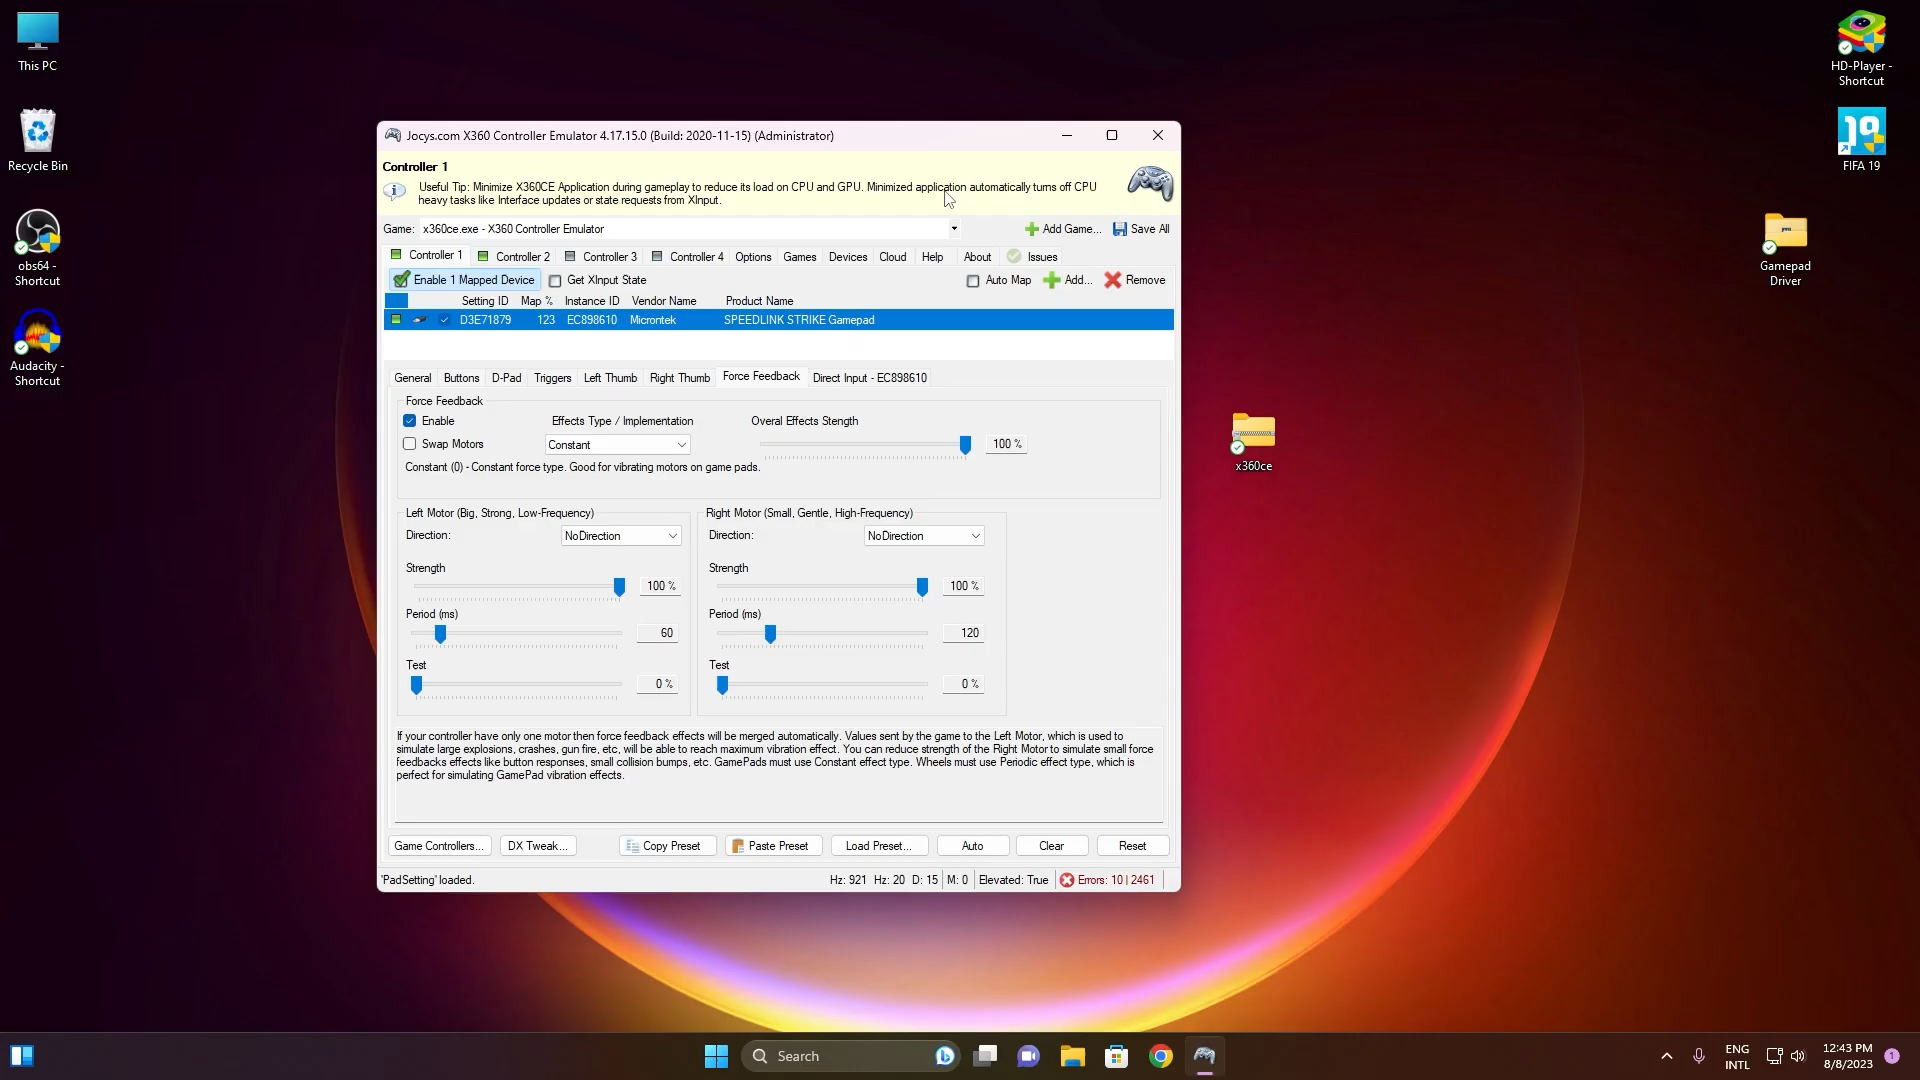 This PC
Recycle Bin
obs64 -
Shortcut
Audacity -
Shortcut
HD-Player -
Shortcut
19
FIFA 19
Gamepad
Driver
x360ce
Jocys.com X360 Controller Emulator 4.17.15.0 (Build: 2020-11-15) (Administrator)
Controller 1
Useful Tip: Minimize X360CE Application during gameplay to reduce its load on CPU and GPU. Minimized application automatically turns off CPU
heavy tasks like Interface updates or state requests from XInput.
Game: x360ce.exe - X360 Controller Emulator Add Game... Save All
Controller 1 Controller 2 Controller 3 Controller 4 Options Games Devices Cloud Help About Issues
Enable 1 Mapped Device Get XInput State Auto Map Add... Remove
Setting ID Map % Instance ID Vendor Name Product Name
D3E71879 123 EC898610 Microntek SPEEDLINK STRIKE Gamepad
General Buttons D-Pad Triggers Left Thumb Right Thumb Force Feedback Direct Input - EC898610
Force Feedback
Enable Effects Type / Implementation Overal Effects Stength
Swap Motors Constant 100 %
Constant (0) - Constant force type. Good for vibrating motors on game pads.
Left Motor (Big, Strong, Low-Frequency) Right Motor (Small, Gentle, High-Frequency)
Direction: NoDirection Direction: NoDirection
Strength Strength
100 % 100 %
Period (ms) Period (ms)
60 120
Test Test
0 % 0 %
If your controller have only one motor then force feedback effects will be merged automatically. Values sent by the game to the Left Motor, which is used to
simulate large explosions, crashes, gun fire, etc, will be able to reach maximum vibration effect. You can reduce strength of the Right Motor to simulate small force
feedbacks effects like button responses, small collision bumps, etc. GamePads must use Constant effect type. Wheels must use Periodic effect type, which is
perfect for simulating GamePad vibration effects.
Game Controllers... DX Tweak... Copy Preset Paste Preset Load Preset... Auto Clear Reset
'PadSetting' loaded. Hz: 921 Hz: 20 D: 15 M: 0 Elevated: True Errors: 10 | 2461
Search
ENG
INTL
12:43 PM
8/8/2023
1